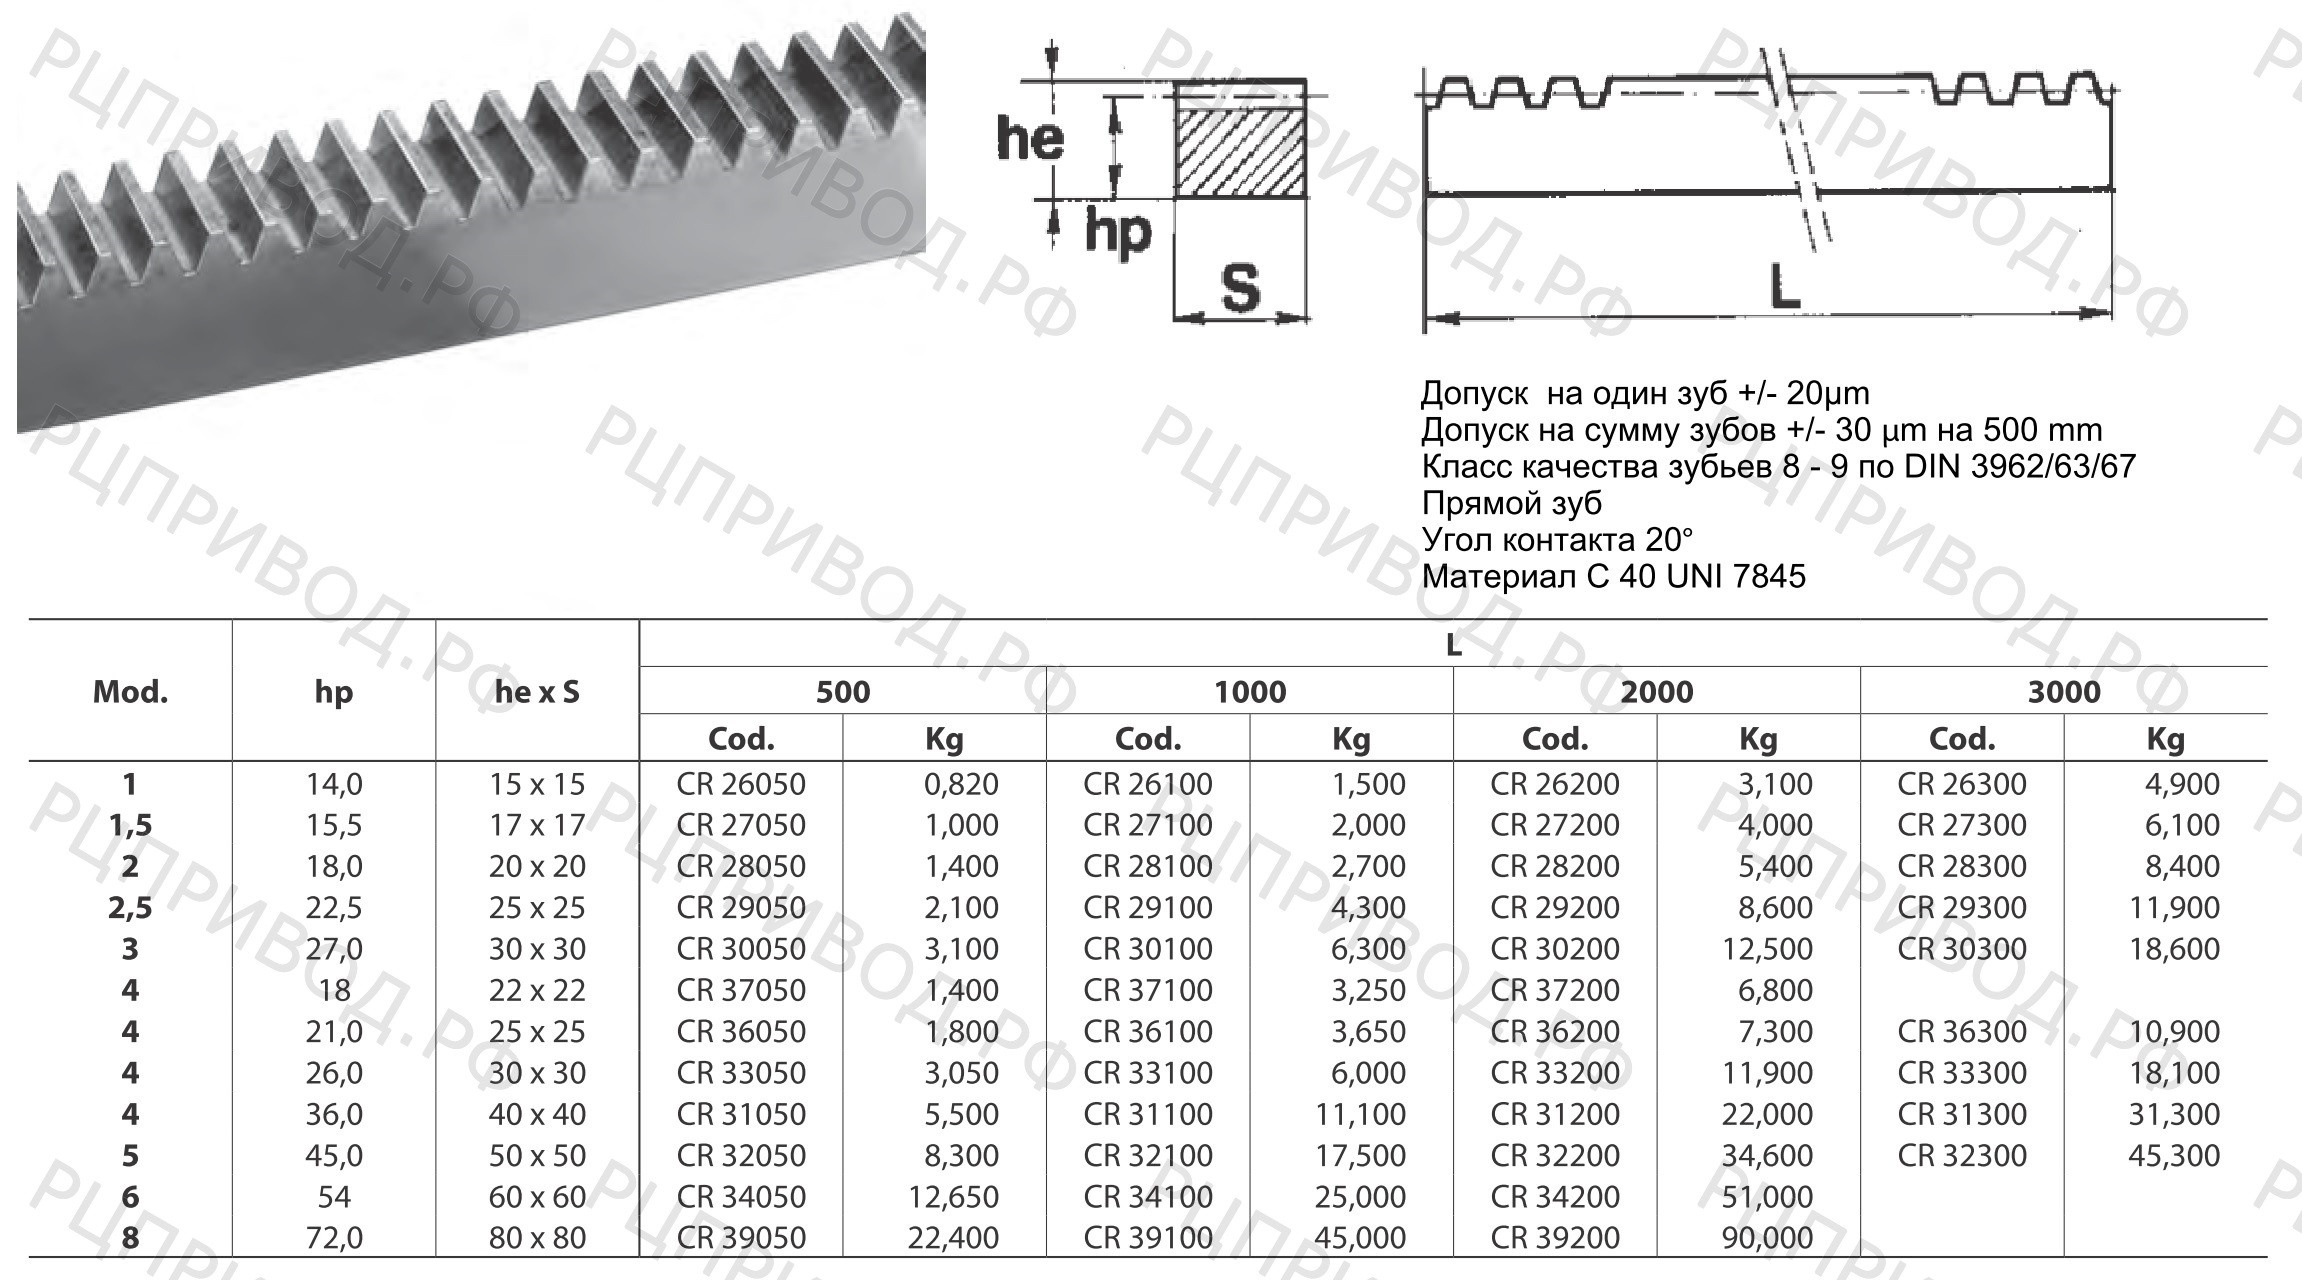 he
hp
S
L
Допуск на один зуб +/- 20µm
Допуск на сумму зубов +/- 30 µm на 500 mm
Класс качества зубьев 8 - 9 по DIN 3962/63/67
Прямой зуб
Угол контакта 20°
Материал C 40 UNI 7845
L
Mod. hp he x S 500 1000 2000 3000
Cod. Kg Cod. Kg Cod. Kg Cod. Kg
1 14,0 15 x 15 CR 26050 0,820 CR 26100 1,500 CR 26200 3,100 CR 26300 4,900
1,5 15,5 17 x 17 CR 27050 1,000 CR 27100 2,000 CR 27200 4,000 CR 27300 6,100
2 18,0 20 x 20 CR 28050 1,400 CR 28100 2,700 CR 28200 5,400 CR 28300 8,400
2,5 22,5 25 x 25 CR 29050 2,100 CR 29100 4,300 CR 29200 8,600 CR 29300 11,900
3 27,0 30 x 30 CR 30050 3,100 CR 30100 6,300 CR 30200 12,500 CR 30300 18,600
4 18 22 x 22 CR 37050 1,400 CR 37100 3,250 CR 37200 6,800
4 21,0 25 x 25 CR 36050 1,800 CR 36100 3,650 CR 36200 7,300 CR 36300 10,900
4 26,0 30 x 30 CR 33050 3,050 CR 33100 6,000 CR 33200 11,900 CR 33300 18,100
4 36,0 40 x 40 CR 31050 5,500 CR 31100 11,100 CR 31200 22,000 CR 31300 31,300
5 45,0 50 x 50 CR 32050 8,300 CR 32100 17,500 CR 32200 34,600 CR 32300 45,300
6 54 60 x 60 CR 34050 12,650 CR 34100 25,000 CR 34200 51,000
8 72,0 80 x 80 CR 39050 22,400 CR 39100 45,000 CR 39200 90,000
РЦПРИВОД.РФ